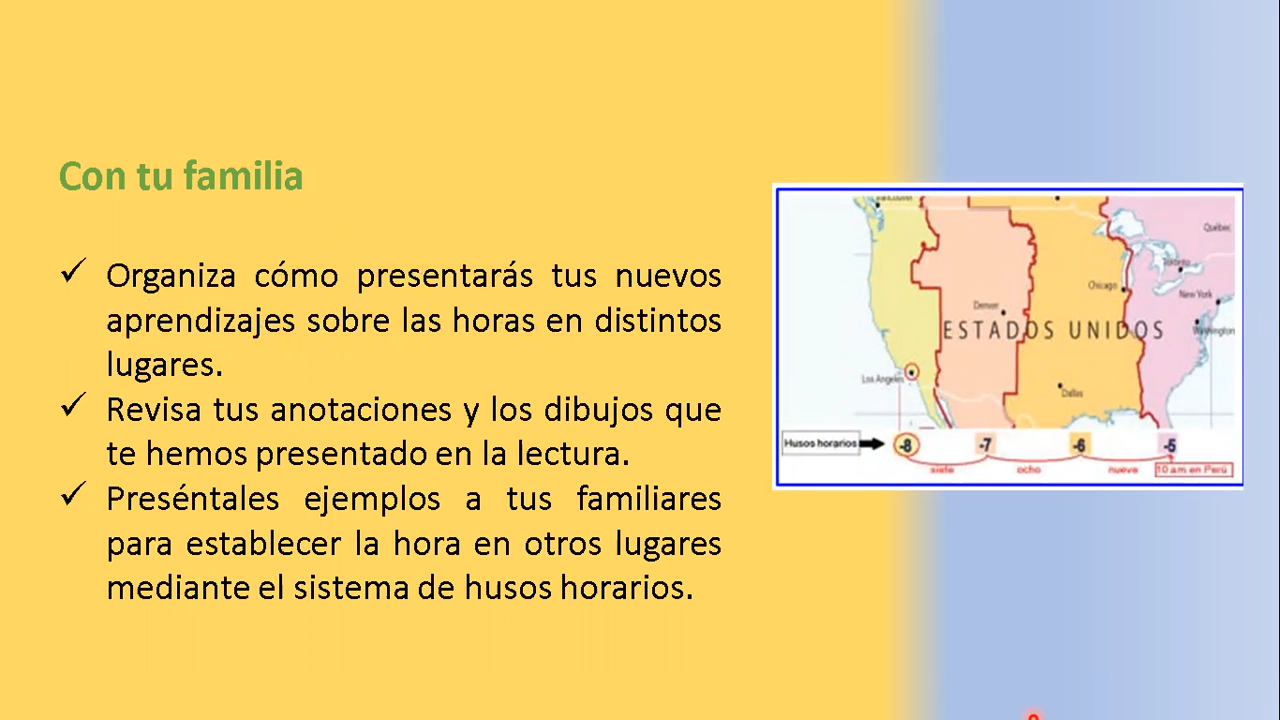 Con tu familia
✓ Organiza cómo presentarás tus nuevos
aprendizajes sobre las horas en distintos
lugares.
✓ Revisa tus anotaciones y los dibujos que
te hemos presentado en la lectura.
✓ Preséntales ejemplos a tus familiares
para establecer la hora en otros lugares
mediante el sistema de husos horarios.
Vancouver
Québec
Toronto
Chicago
New York
Denver
ESTADOS UNIDOS
Washington
Los Angeles
Dallas
Husos horarios -8 -7 -6 -5
siete ocho nueve 10 am en Perú